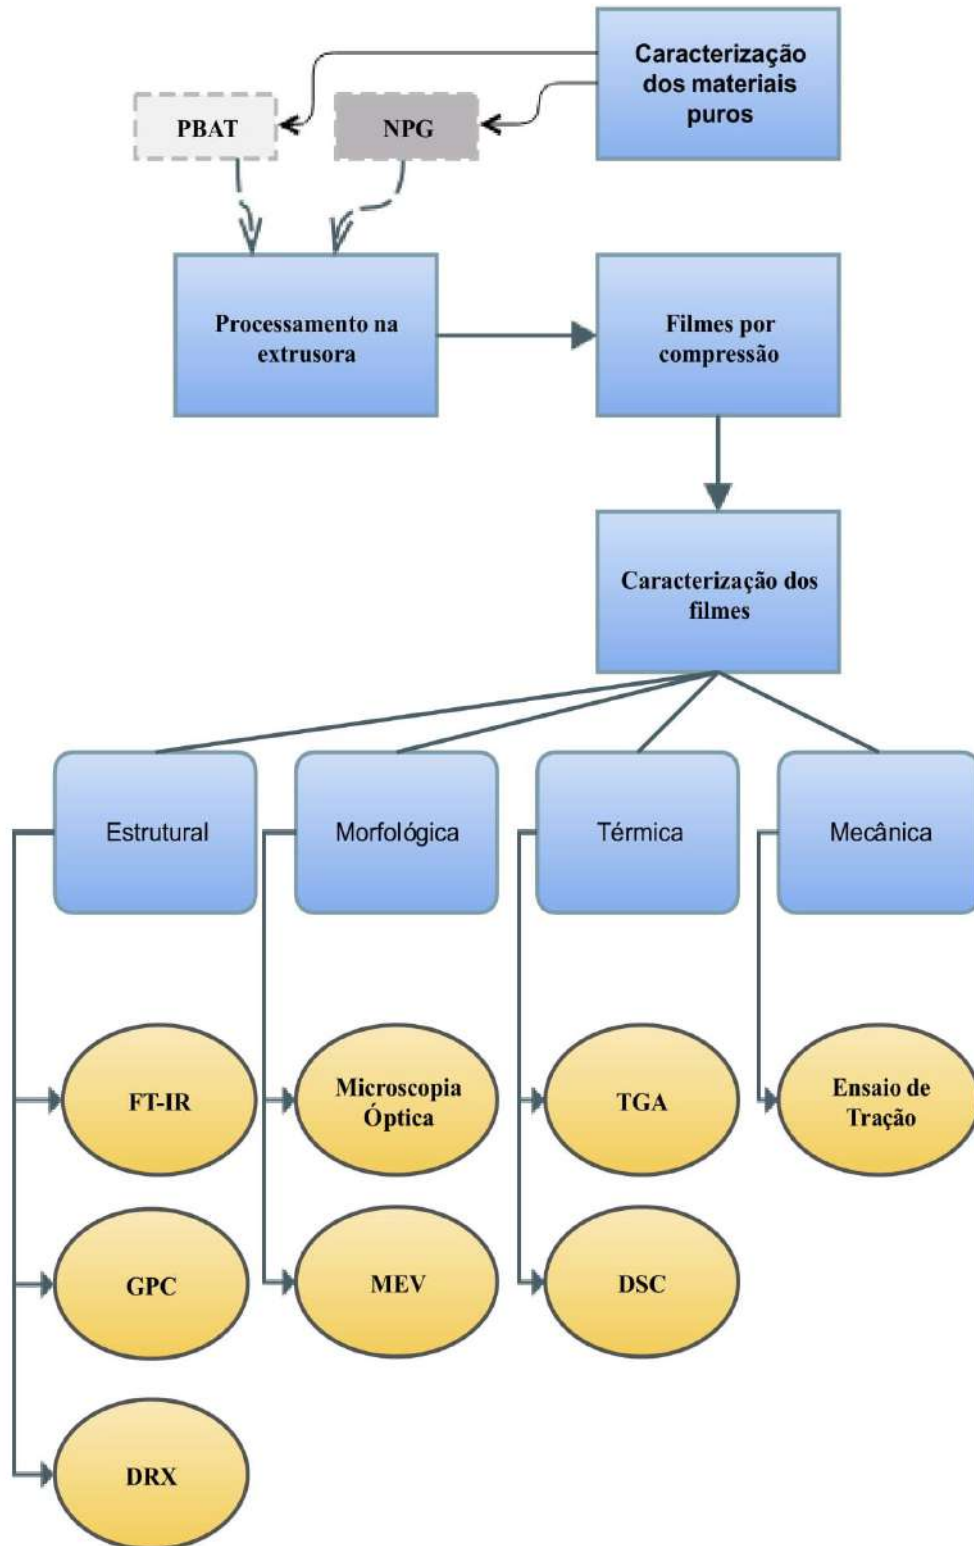 Caracterização
dos materiais
puros
PBAT
NPG
Processamento na
extrusora
Filmes por
compressão
Caracterização dos
filmes
Estrutural
Morfológica
Térmica
Mecânica
FT-IR
Microscopia
Óptica
TGA
Ensaio de
Tração
GPC
MEV
DSC
DRX